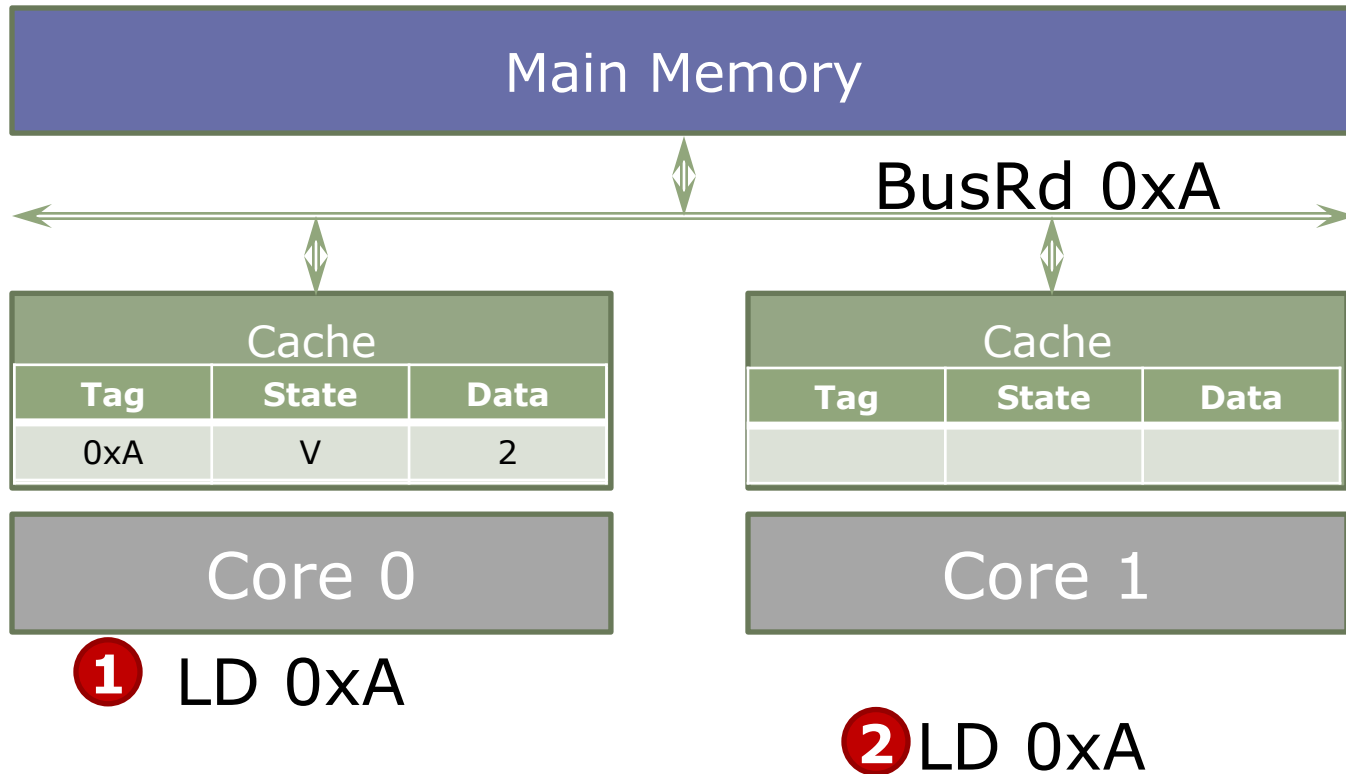 Main Memory
BusRd 0xA
Cache
Tag State Data
0xA V 2
Cache
Tag State Data
Core 0
Core 1
1 LD 0xA
2 LD 0xA